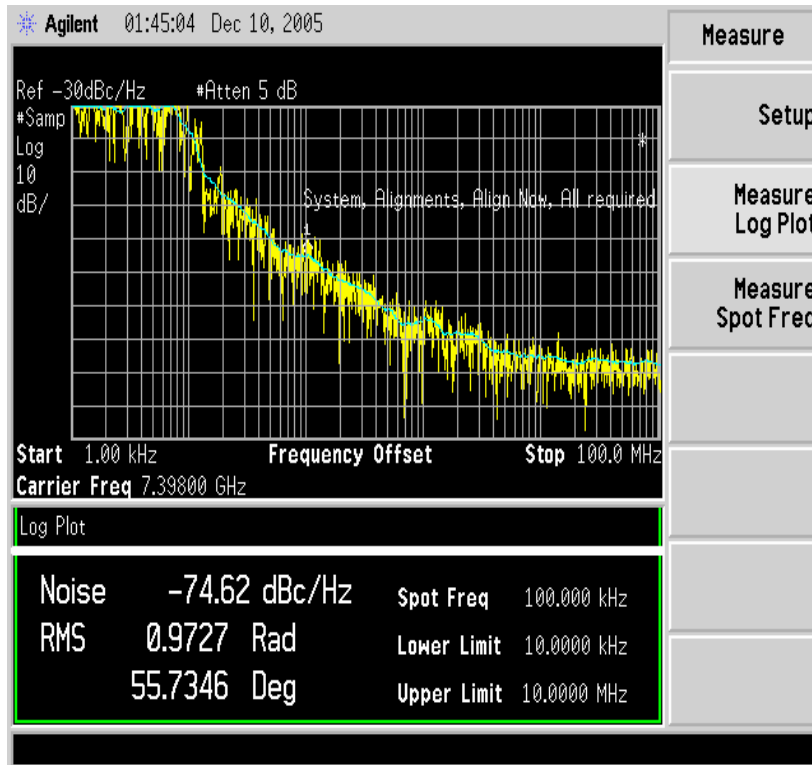 Agilent 01:45:04 Dec 10, 2005
Measure
Ref -30dBc/Hz #Atten 5 dB
#Samp
Log
10
dB/
*
System, Alignments, Align Now, All required
1
Start 1.00 kHz Frequency Offset Stop 100.0 MHz
Carrier Freq 7.39800 GHz
Log Plot
Noise -74.62 dBc/Hz
RMS 0.9727 Rad
55.7346 Deg
Spot Freq 100.000 kHz
Lower Limit 10.0000 kHz
Upper Limit 10.0000 MHz
Setup
Measure
Log Plot
Measure
Spot Freq